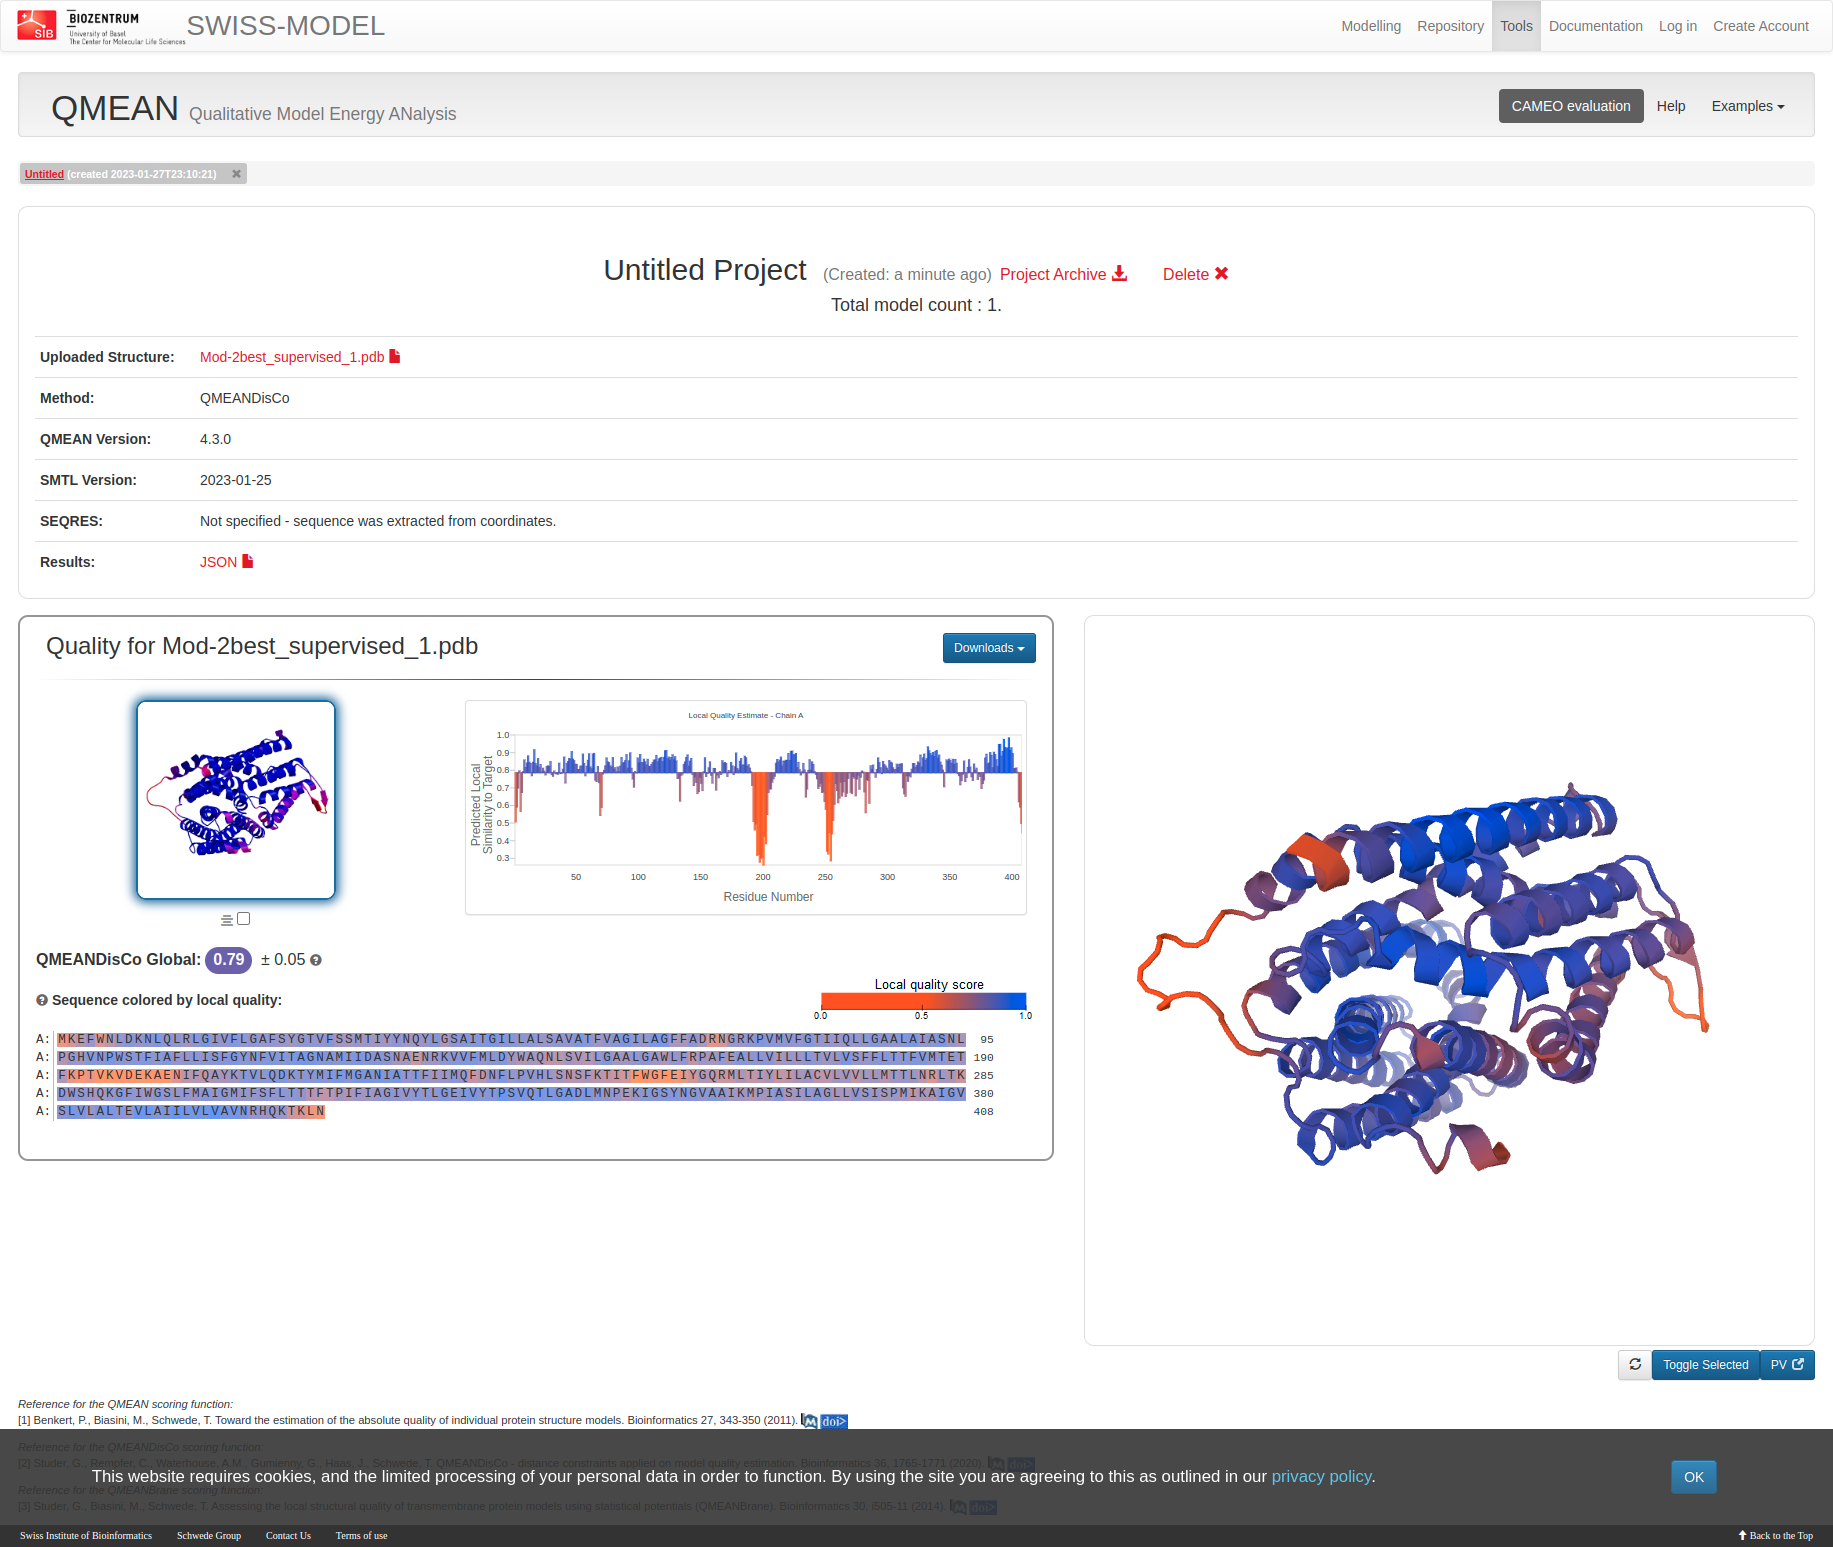 SIB
BIOZENTRUM
University of Basel
The Center for Molecular Life Sciences
SWISS-MODEL
Modelling Repository Tools Documentation Log in Create Account
QMEAN Qualitative Model Energy ANalysis
CAMEO evaluation Help Examples
Untitled (created 2023-01-27T23:10:21)
Untitled Project (Created: a minute ago) Project Archive Delete
Total model count : 1.
Uploaded Structure: Mod-2best_supervised_1.pdb
Method: QMEANDisCo
QMEAN Version: 4.3.0
SMTL Version: 2023-01-25
SEQRES: Not specified - sequence was extracted from coordinates.
Results: JSON
Quality for Mod-2best_supervised_1.pdb
Downloads
Local Quality Estimate - Chain A
Predicted Local
Similarity to Target
1.0
0.9
0.8
0.7
0.6
0.5
0.4
0.3
50 100 150 200 250 300 350 400
Residue Number
QMEANDisCo Global: 0.79 ± 0.05
Sequence colored by local quality:
Local quality score
0.0 0.5 1.0
A: MKEFWNLDKNLQLRLGIVFLGAFSYGTVFSSMTIYYNQYLGSAITGILLALSAVATFVAGILAGFFADRNGRKPVMVFGTIIQLLGAALAIASNL 95
A: PGHVNPWSTFIAFLLISFGYNFVITAGNAMIIDASNAENRKVVFMLDYWAQNLSVILGAALGAWLFRPAFEALLVILLLTVLVSFFLTTFVMTET 190
A: FKPTVKVDEKAENIFQAYKTVLQDKTYMIFMGANIATTFIIMQFDNFLPVHLSNSFKTITFWGFEIYGQRMLTIYLILACVLVVLLMTTLNRLTK 285
A: DWSHQKGFIWGSLFMAIGMIFSFLTTTFTPIFIAGIVYTLGEIVYTPSVQTLGADLMNPEKIGSYNGVAAIKMPIASILAGLLVSISPMIKAIGV 380
A: SLVLALTEVLAIILVLVAVNRHQKTKLN 408
Toggle Selected PV
Reference for the QMEAN scoring function:
[1] Benkert, P., Biasini, M., Schwede, T. Toward the estimation of the absolute quality of individual protein structure models. Bioinformatics 27, 343-350 (2011). M doi>
Reference for the QMEANDisCo scoring function:
[2] Studer, G., Rempfer, C., Waterhouse, A.M., Gumienny, G., Haas, J., Schwede, T. QMEANDisCo - distance constraints applied on model quality estimation. Bioinformatics 36, 1765-1771 (2020). M doi>
This website requires cookies, and the limited processing of your personal data in order to function. By using the site you are agreeing to this as outlined in our privacy policy. OK
Reference for the QMEANBrane scoring function:
[3] Studer, G., Biasini, M., Schwede, T. Assessing the local structural quality of transmembrane protein models using statistical potentials (QMEANBrane). Bioinformatics 30, i505-11 (2014). M doi>
Swiss Institute of Bioinformatics Schwede Group Contact Us Terms of use Back to the Top